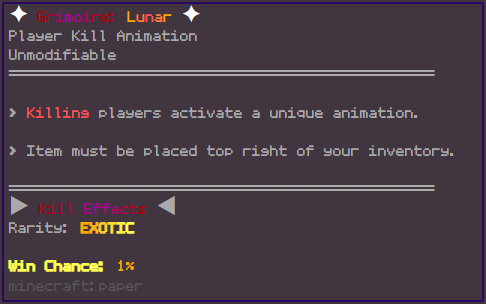 ✦ Grimoire: Lunar ✦
Player Kill Animation
Unmodifiable
> Killing players activate a unique animation.
> Item must be placed top right of your inventory.
▶ Kill Effects ◀
Rarity: EXOTIC
Win Chance: 1%
minecraft:paper